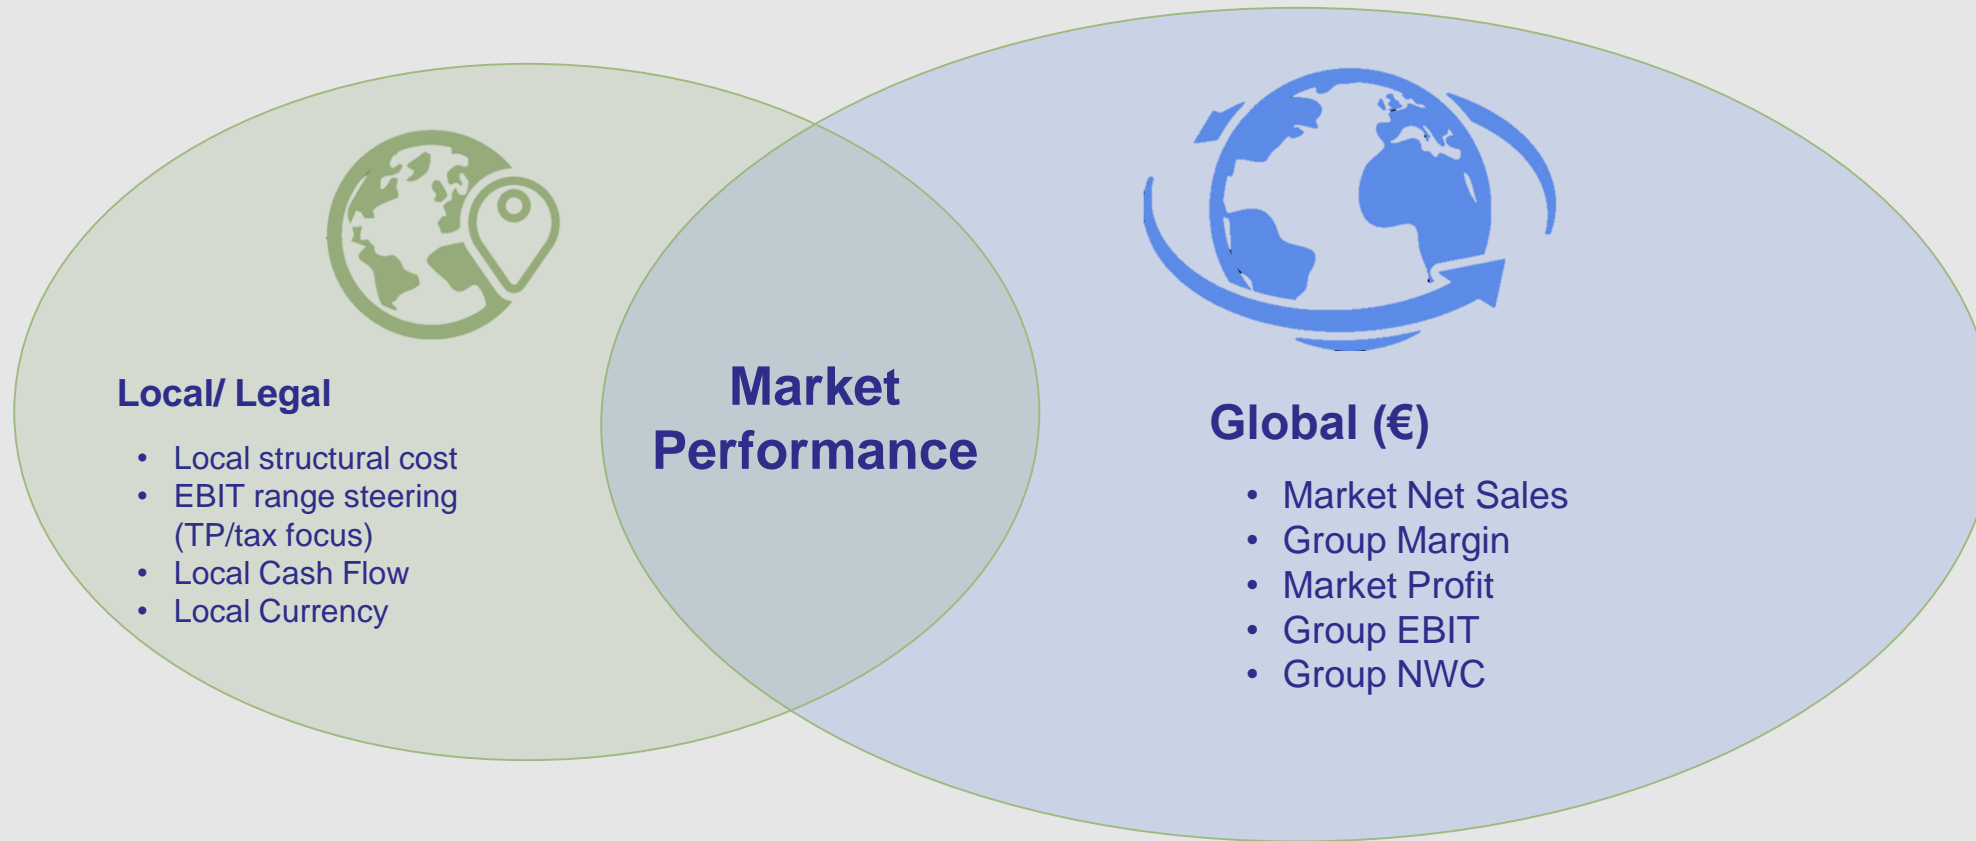 Local/ Legal
• Local structural cost
• EBIT range steering
(TP/tax focus)
• Local Cash Flow
• Local Currency
Market
Performance
Global (€)
• Market Net Sales
• Group Margin
• Market Profit
• Group EBIT
• Group NWC